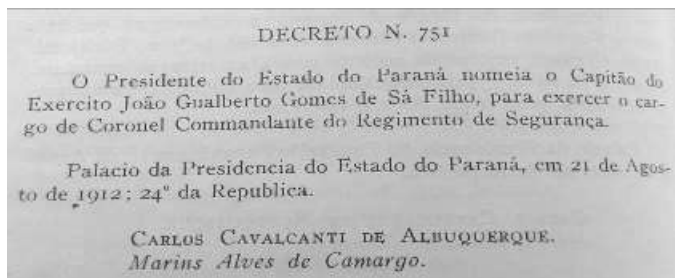 DECRETO N. 751
O Presidente do Estado do Paraná nomeia o Capitão do
Exercito João Gualberto Gomes de Sá Filho, para exercer o car-
go de Coronel Commandante do Regimento de Segurança.
Palacio da Presidencia do Estado do Paraná, em 21 de Agos-
to de 1912; 24º da Republica.
CARLOS CAVALCANTI DE ALBUQUERQUE.
Marins Alves de Camargo.